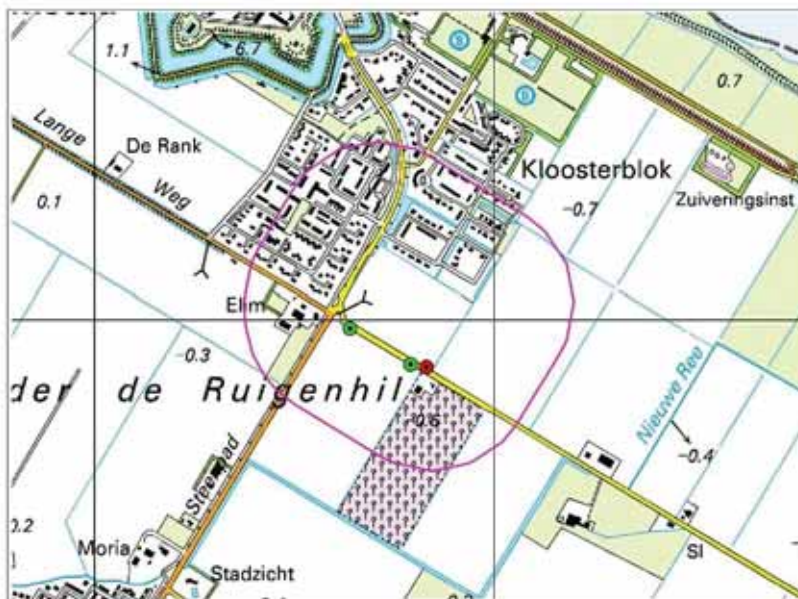 6.7
1.1
0.7
Lange
Weg
De Rank
Kloosterblok
0.1
-0.7
Zuiveringsinst
Elim
-0.3
der de Ruigenhil
-0.6
Nieuwe Ree
-0.4
0.2
Moria
Stadzicht
SI